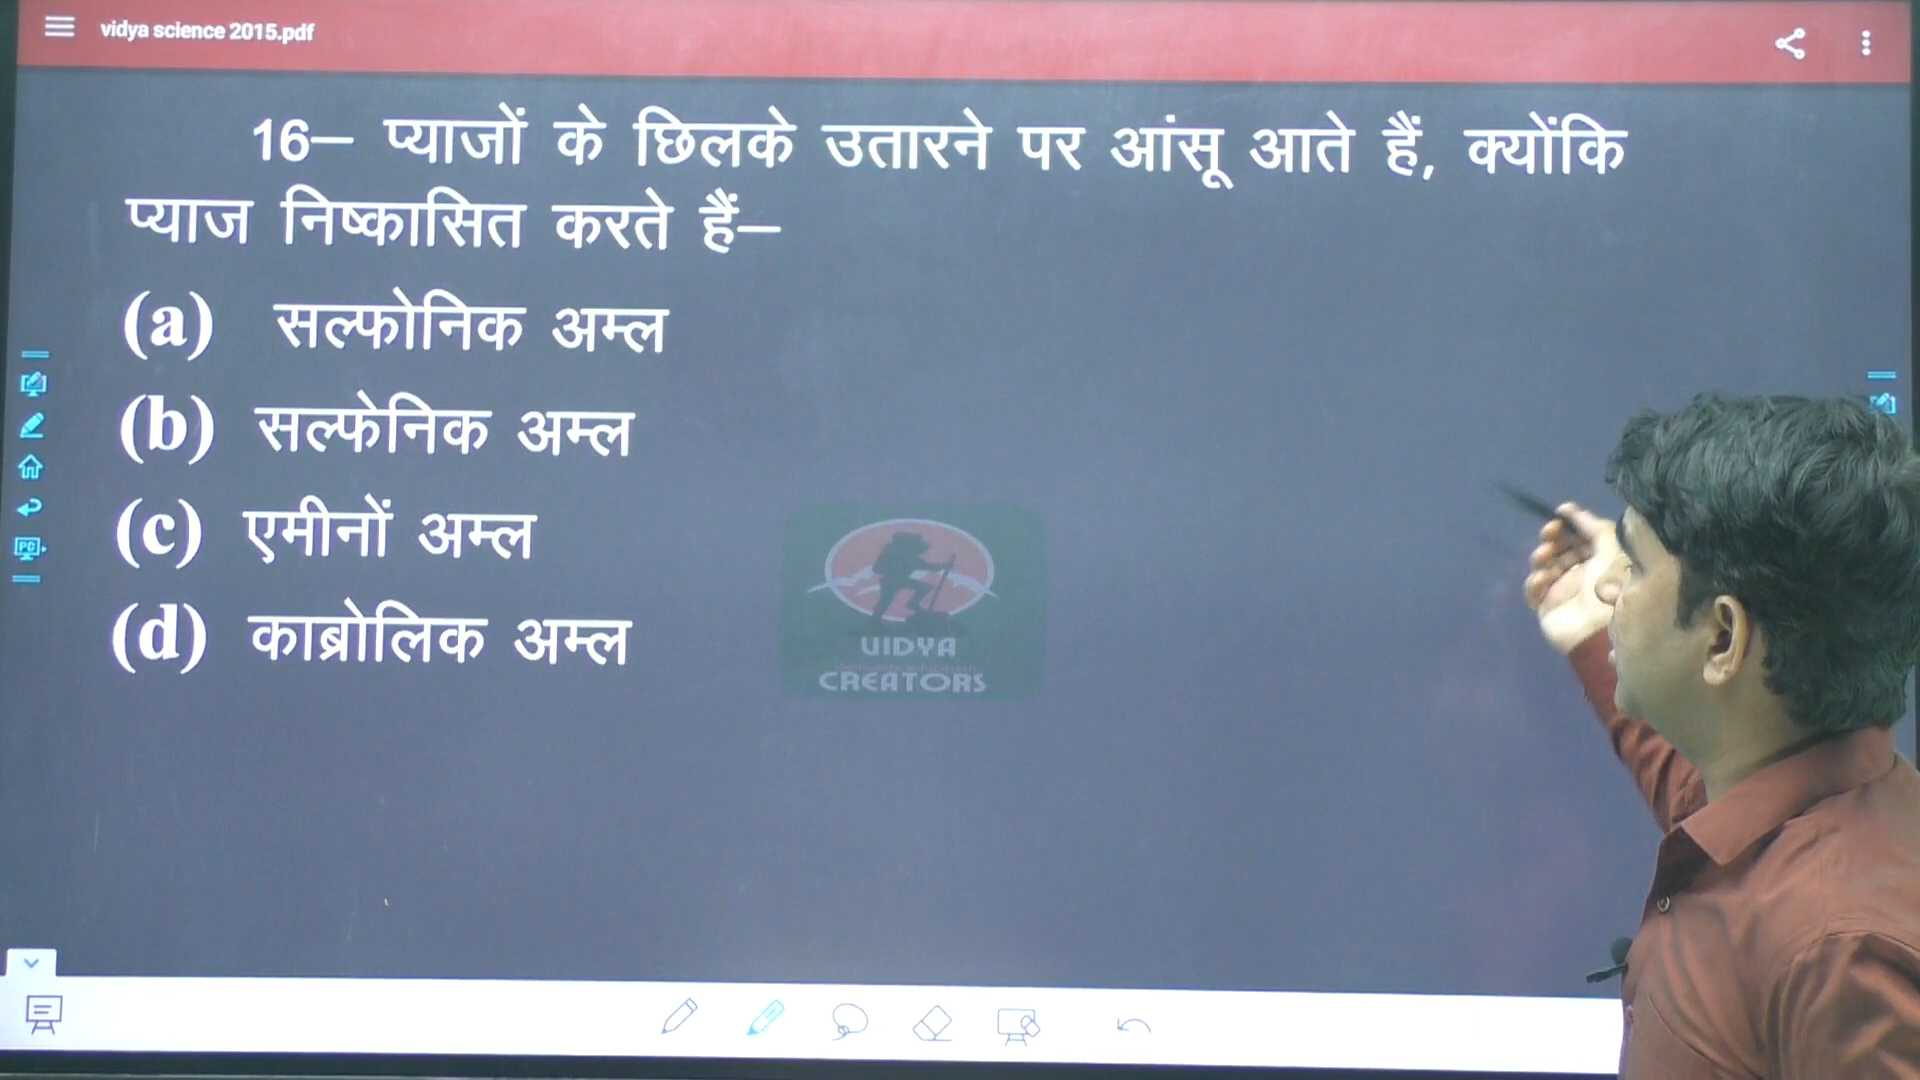 vidya science 2015.pdf
16– प्याजों के छिलके उतारने पर आंसू आते हैं, क्योंकि
प्याज निष्कासित करते हैं–
(a) सल्फोनिक अम्ल
(b) सल्फेनिक अम्ल
(c) एमीनों अम्ल
(d) काब्रोलिक अम्ल
VIDYA
CREATORS
PC